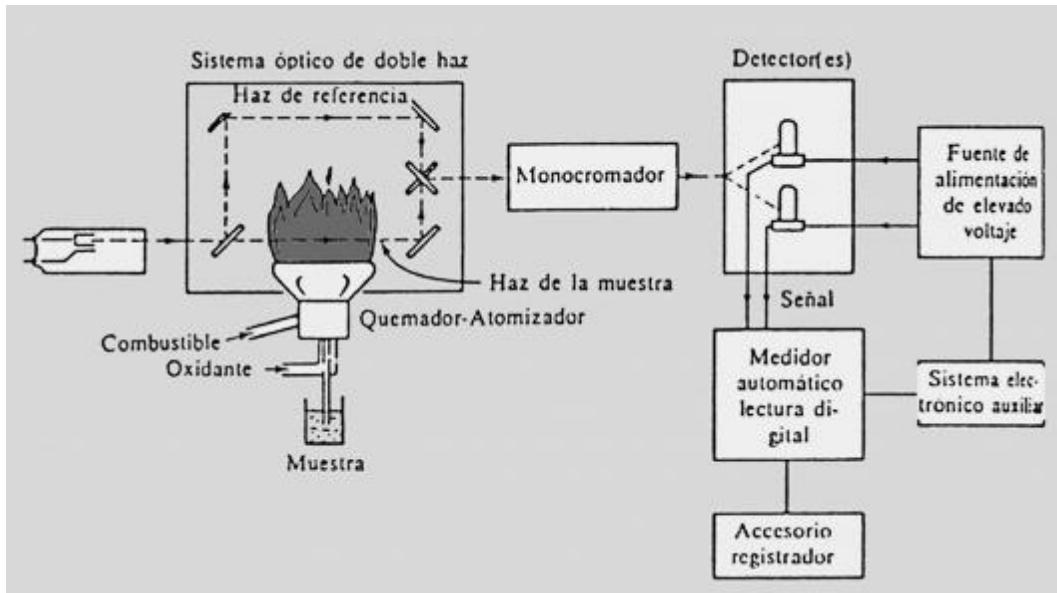 Sistema óptico de doble haz
Haz de referencia
Detector(es)
Monocromador
Fuente de
alimentación
de elevado
voltaje
Haz de la muestra
Quemador-Atomizador
Combustible
Oxidante
Muestra
Señal
Medidor
automático
lectura di-
gital
Sistema elec-
trónico auxiliar
Accesorio
registrador